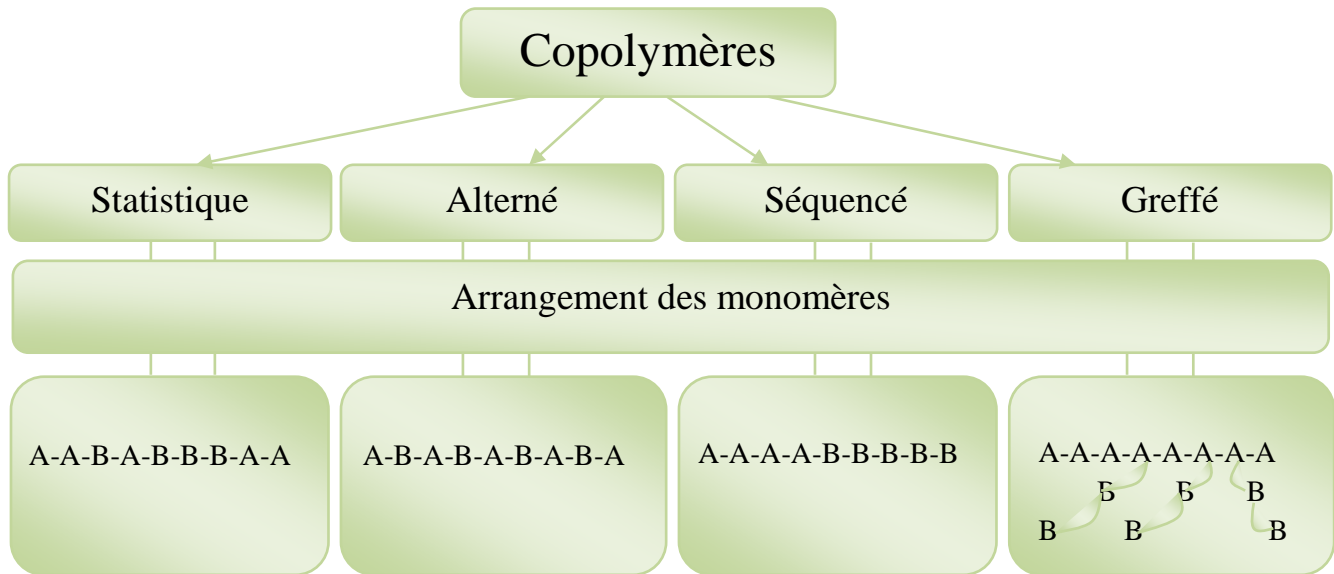 Copolymères
Statistique
Alterné
Séquencé
Greffé
Arrangement des monomères
A-A-B-A-B-B-B-A-A
A-B-A-B-A-B-A-B-A
A-A-A-A-B-B-B-B-B
A-A-A-A-A-A-A-A
B B B
B B B